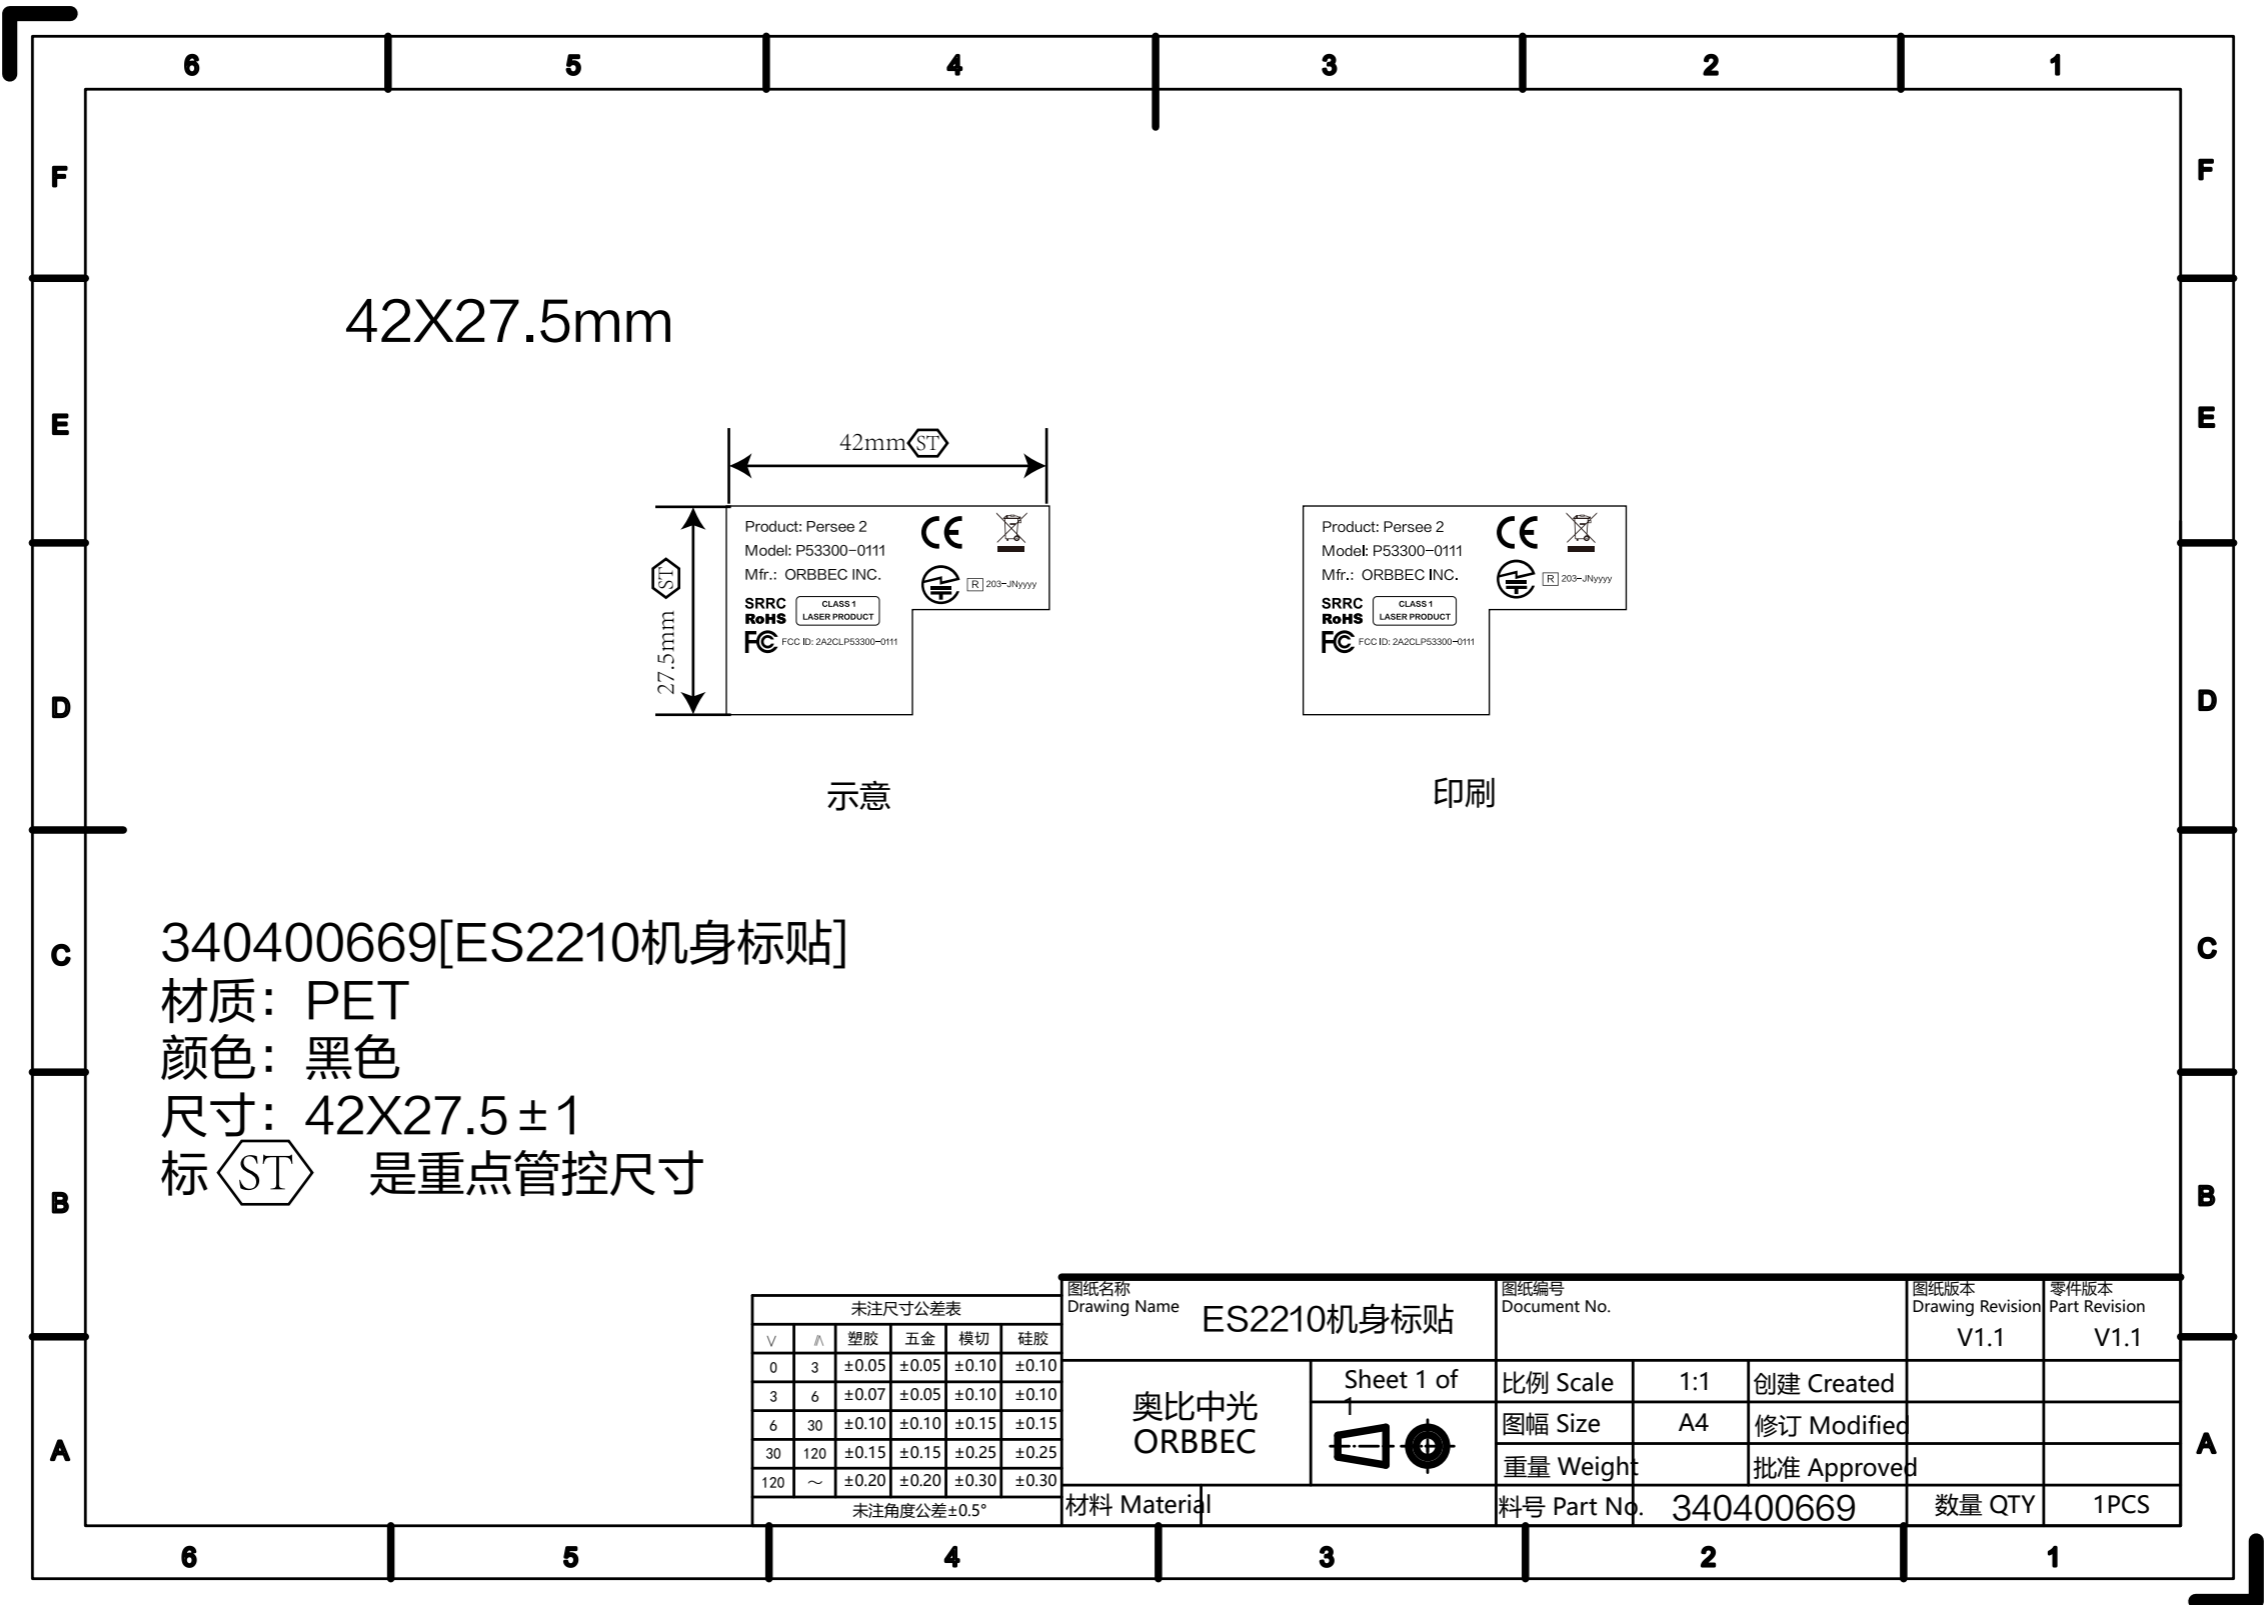 6 5 4 3 2 1
F F
42X27.5mm
E E
42mm ST
27.5mm ST
Product: Persee 2
Model: P53300-0111
Mfr.: ORBBEC INC.
SRRC
RoHS
CLASS 1
LASER PRODUCT
FC FCC ID: 2A2CLP53300-0111
CE
R 203-JNyyyy
Product: Persee 2
Model: P53300-0111
Mfr.: ORBBEC INC.
SRRC
RoHS
CLASS 1
LASER PRODUCT
FC FCC ID: 2A2CLP53300-0111
CE
R 203-JNyyyy
D D
示意
印刷
C C
340400669[ES2210机身标贴]
材质：PET
颜色：黑色
尺寸：42X27.5±1
标 ST 是重点管控尺寸
B B
未注尺寸公差表
> ≤ 塑胶 五金 模切 硅胶
0 3 ±0.05 ±0.05 ±0.10 ±0.10
3 6 ±0.07 ±0.05 ±0.10 ±0.10
6 30 ±0.10 ±0.10 ±0.15 ±0.15
30 120 ±0.15 ±0.15 ±0.25 ±0.25
120 ～ ±0.20 ±0.20 ±0.30 ±0.30
未注角度公差±0.5°
图纸名称
Drawing Name
ES2210机身标贴
图纸编号
Document No.
图纸版本
Drawing Revision
V1.1
零件版本
Part Revision
V1.1
奥比中光
ORBBEC
Sheet 1 of
1
比例 Scale 1:1 创建 Created
图幅 Size A4 修订 Modified
重量 Weight 批准 Approved
材料 Material
料号 Part No. 340400669 数量 QTY 1PCS
A A
6 5 4 3 2 1